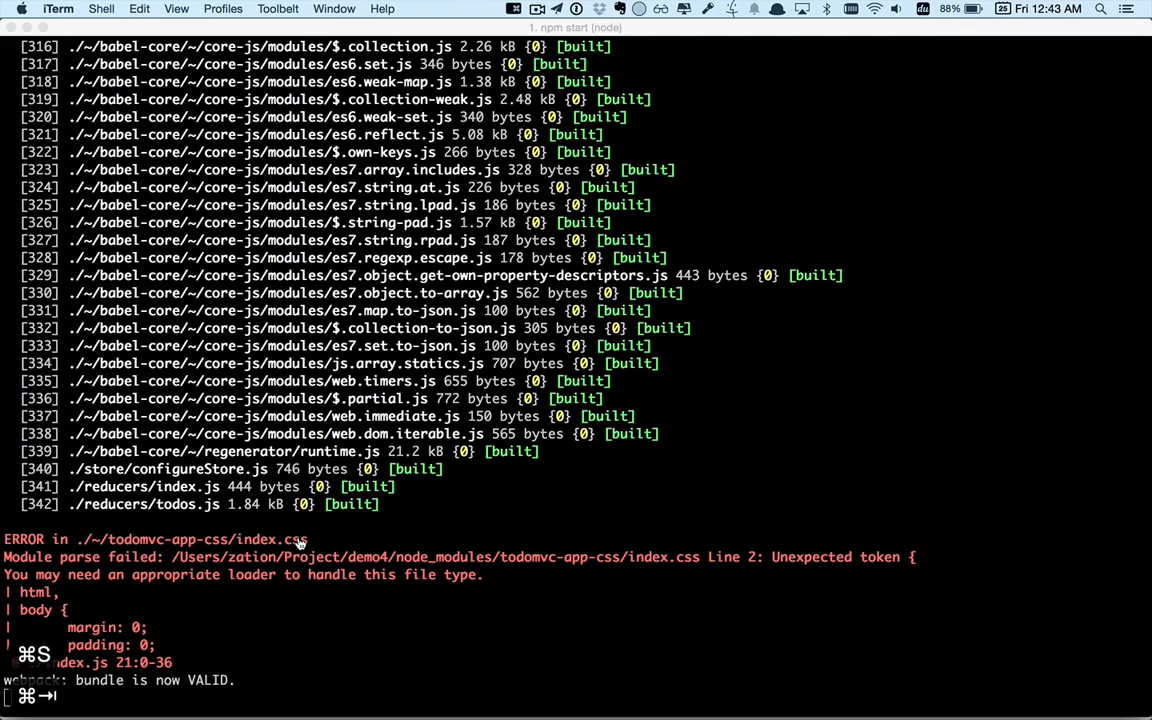 iTerm Shell Edit View Profiles Toolbelt Window Help 88% Fri 12:43 AM
1. npm start (node)
[316] ./~/babel-core/~/core-js/modules/$.collection.js 2.26 kB {0} [built]
[317] ./~/babel-core/~/core-js/modules/es6.set.js 346 bytes {0} [built]
[318] ./~/babel-core/~/core-js/modules/es6.weak-map.js 1.38 kB {0} [built]
[319] ./~/babel-core/~/core-js/modules/$.collection-weak.js 2.48 kB {0} [built]
[320] ./~/babel-core/~/core-js/modules/es6.weak-set.js 340 bytes {0} [built]
[321] ./~/babel-core/~/core-js/modules/es6.reflect.js 5.08 kB {0} [built]
[322] ./~/babel-core/~/core-js/modules/$.own-keys.js 266 bytes {0} [built]
[323] ./~/babel-core/~/core-js/modules/es7.array.includes.js 328 bytes {0} [built]
[324] ./~/babel-core/~/core-js/modules/es7.string.at.js 226 bytes {0} [built]
[325] ./~/babel-core/~/core-js/modules/es7.string.lpad.js 186 bytes {0} [built]
[326] ./~/babel-core/~/core-js/modules/$.string-pad.js 1.57 kB {0} [built]
[327] ./~/babel-core/~/core-js/modules/es7.string.rpad.js 187 bytes {0} [built]
[328] ./~/babel-core/~/core-js/modules/es7.regexp.escape.js 178 bytes {0} [built]
[329] ./~/babel-core/~/core-js/modules/es7.object.get-own-property-descriptors.js 443 bytes {0} [built]
[330] ./~/babel-core/~/core-js/modules/es7.object.to-array.js 562 bytes {0} [built]
[331] ./~/babel-core/~/core-js/modules/es7.map.to-json.js 100 bytes {0} [built]
[332] ./~/babel-core/~/core-js/modules/$.collection-to-json.js 305 bytes {0} [built]
[333] ./~/babel-core/~/core-js/modules/es7.set.to-json.js 100 bytes {0} [built]
[334] ./~/babel-core/~/core-js/modules/js.array.statics.js 707 bytes {0} [built]
[335] ./~/babel-core/~/core-js/modules/web.timers.js 655 bytes {0} [built]
[336] ./~/babel-core/~/core-js/modules/$.partial.js 772 bytes {0} [built]
[337] ./~/babel-core/~/core-js/modules/web.immediate.js 150 bytes {0} [built]
[338] ./~/babel-core/~/core-js/modules/web.dom.iterable.js 565 bytes {0} [built]
[339] ./~/babel-core/~/regenerator/runtime.js 21.2 kB {0} [built]
[340] ./store/configureStore.js 746 bytes {0} [built]
[341] ./reducers/index.js 444 bytes {0} [built]
[342] ./reducers/todos.js 1.84 kB {0} [built]
ERROR in ./~/todomvc-app-css/index.css
Module parse failed: /Users/zation/Project/demo4/node_modules/todomvc-app-css/index.css Line 2: Unexpected token {
You may need an appropriate loader to handle this file type.
| html,
| body {
| margin: 0;
| padding: 0;
⌘S
@ ./index.js 21:0-36
webpack: bundle is now VALID.
⌘⇥